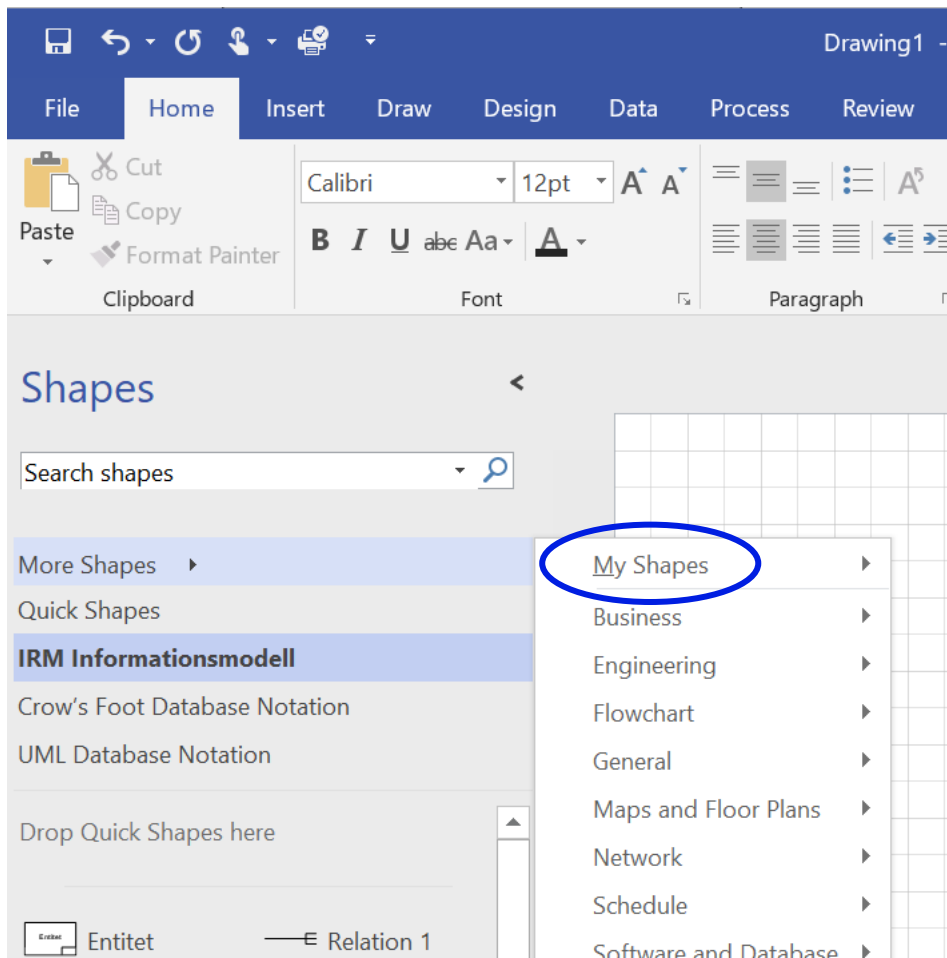 Drawing1 -
File Home Insert Draw Design Data Process Review
Cut
Copy
Paste
Format Painter
Clipboard
Calibri 12pt A A
B I U abc Aa A
Font
A
Paragraph
Shapes
Search shapes
More Shapes
Quick Shapes
IRM Informationsmodell
Crow's Foot Database Notation
UML Database Notation
Drop Quick Shapes here
Entitet
Entitet
Relation 1
My Shapes
Business
Engineering
Flowchart
General
Maps and Floor Plans
Network
Schedule
Software and Database